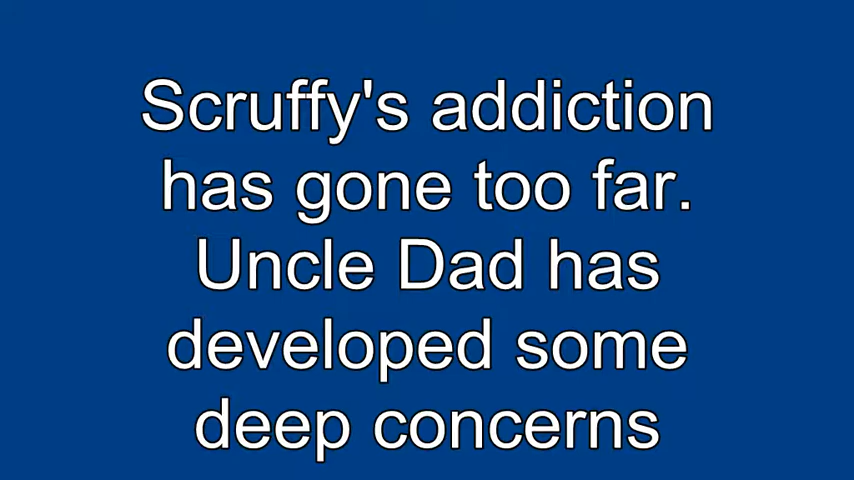 Scruffy's addiction
has gone too far.
Uncle Dad has
developed some
deep concerns